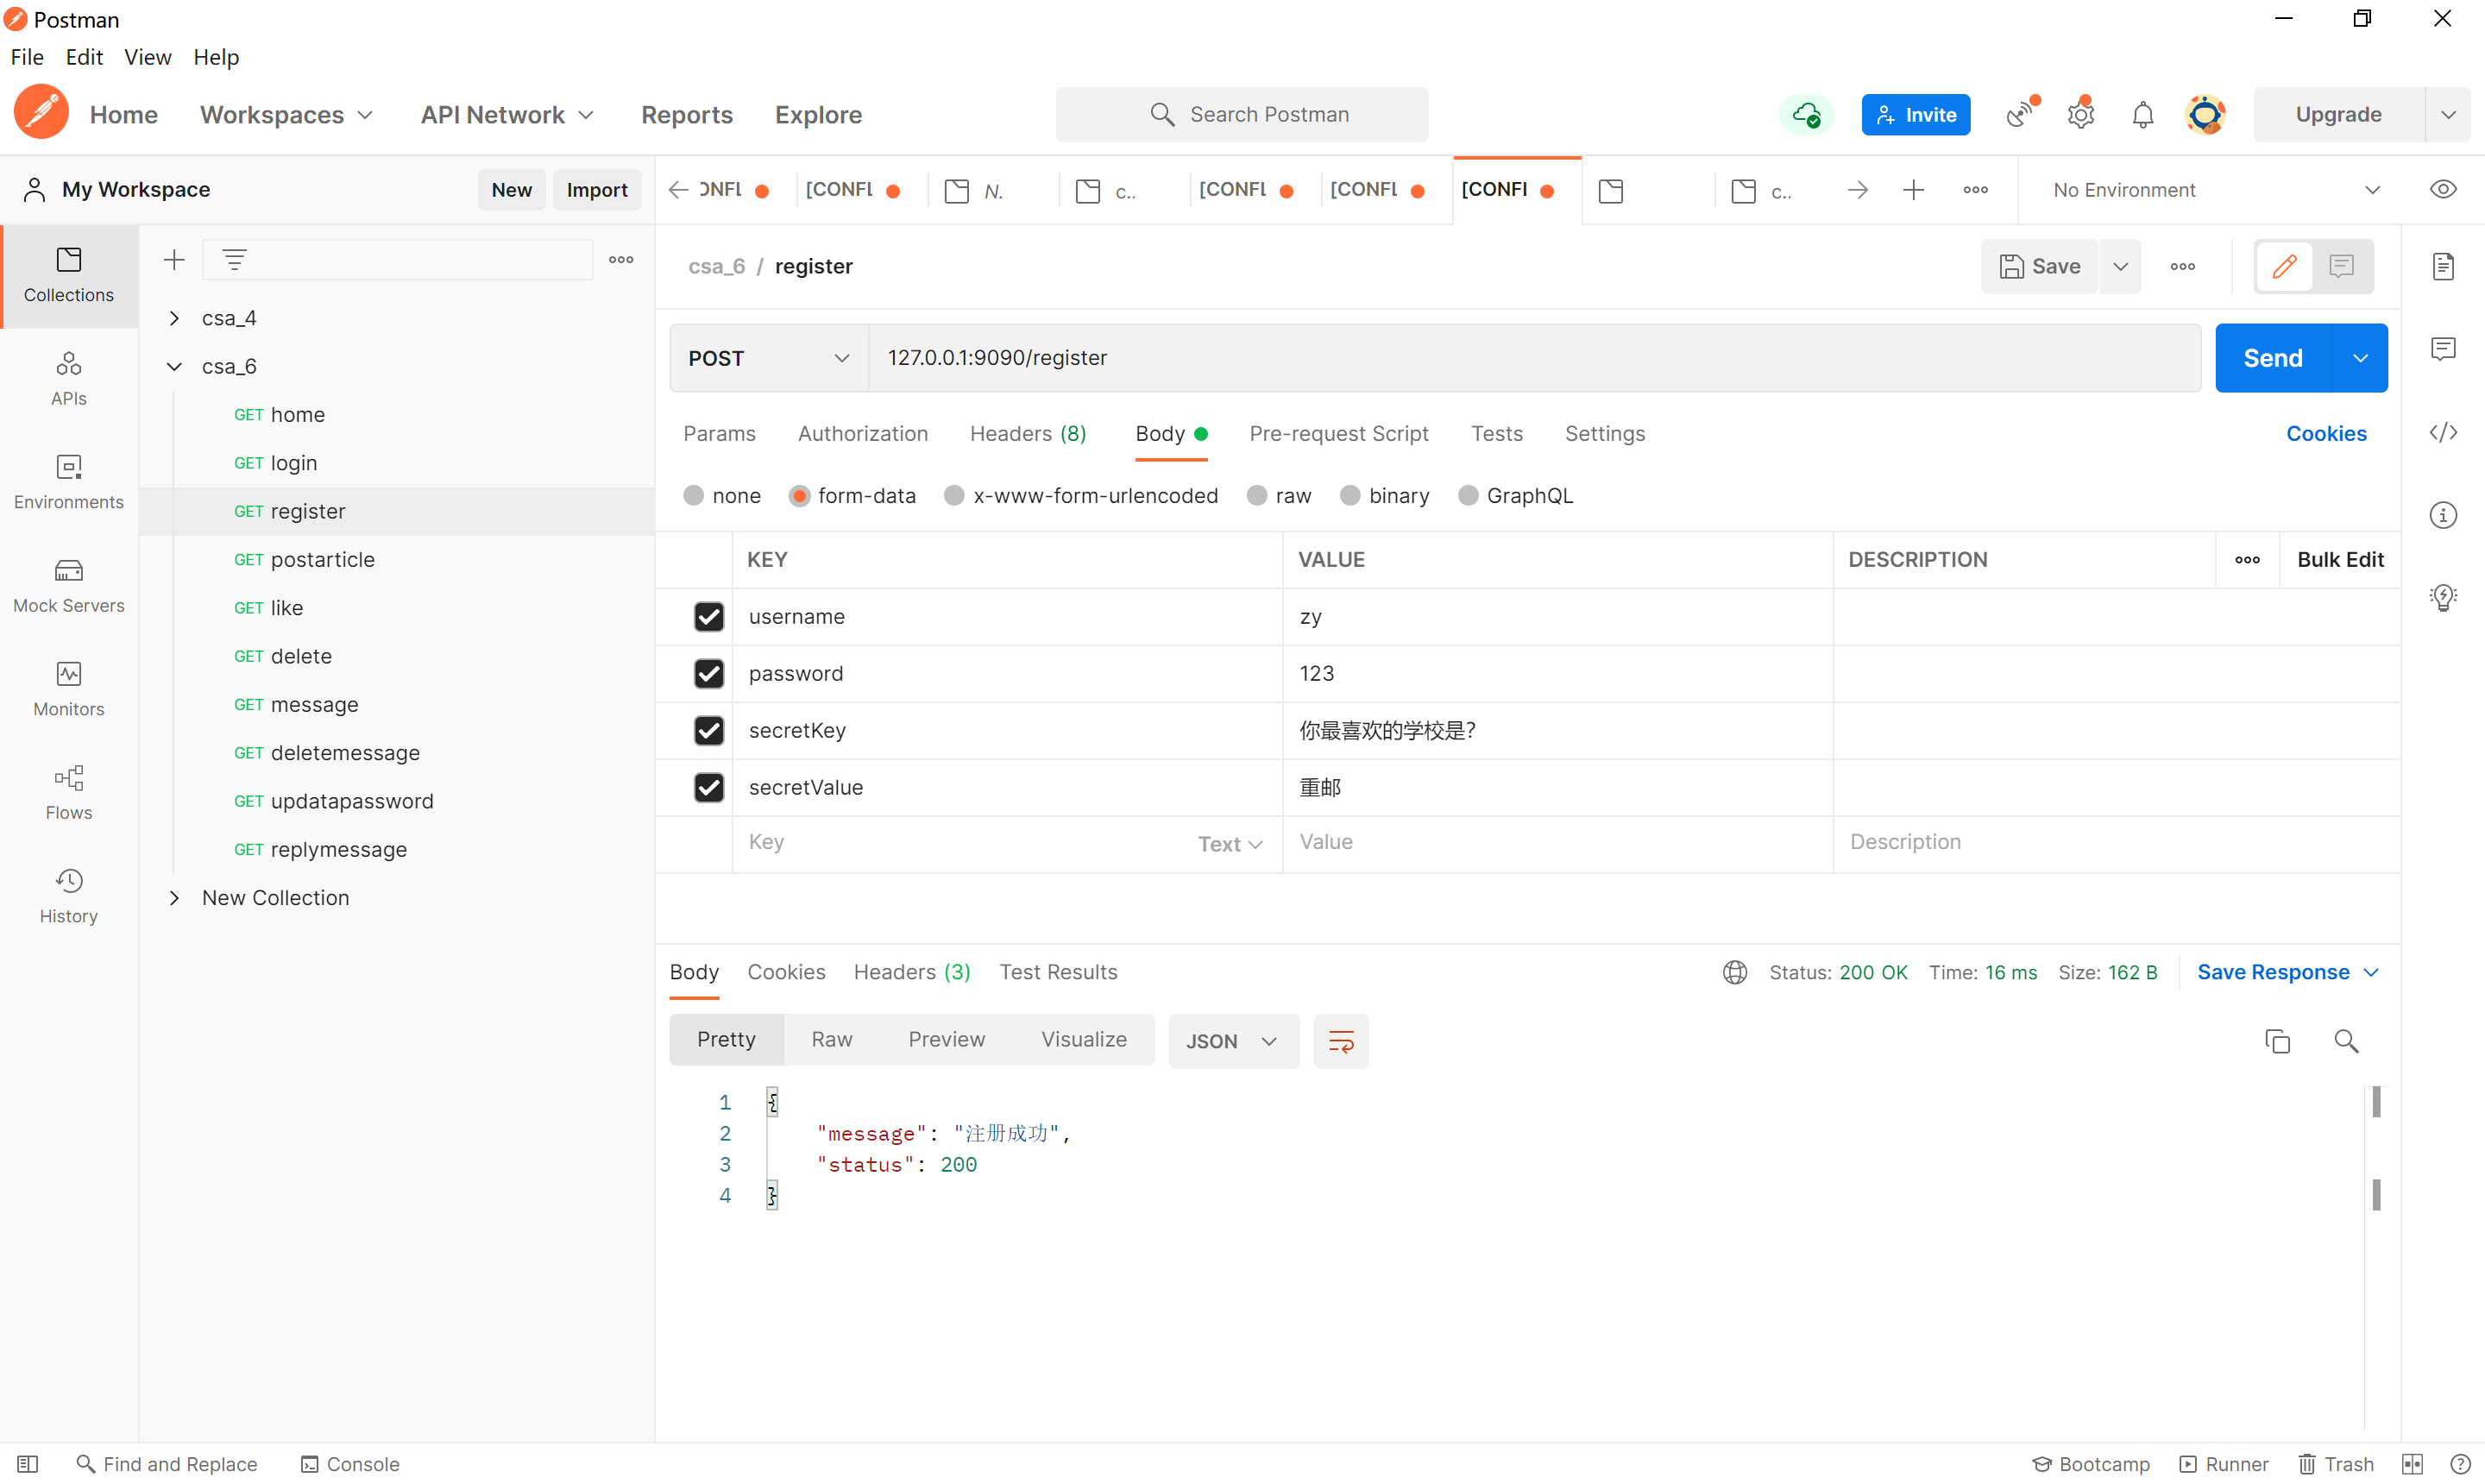 Postman
File Edit View Help
Home Workspaces API Network Reports Explore Search Postman Invite Upgrade
My Workspace New Import [CONFL [CONFL N. c.. [CONFL [CONFL [CONFI c.. No Environment
Collections
APIs
Environments
Mock Servers
Monitors
Flows
History
csa_4
csa_6
GET home
GET login
GET register
GET postarticle
GET like
GET delete
GET message
GET deletemessage
GET updatapassword
GET replymessage
New Collection
csa_6 / register Save
POST 127.0.0.1:9090/register Send
Params Authorization Headers (8) Body Pre-request Script Tests Settings Cookies
none form-data x-www-form-urlencoded raw binary GraphQL
KEY VALUE DESCRIPTION Bulk Edit
username zy
password 123
secretKey 你最喜欢的学校是?
secretValue 重邮
Key Text Value Description
Body Cookies Headers (3) Test Results Status: 200 OK Time: 16 ms Size: 162 B Save Response
Pretty Raw Preview Visualize JSON
1 {
2 "message": "注册成功",
3 "status": 200
4 }
Find and Replace Console Bootcamp Runner Trash